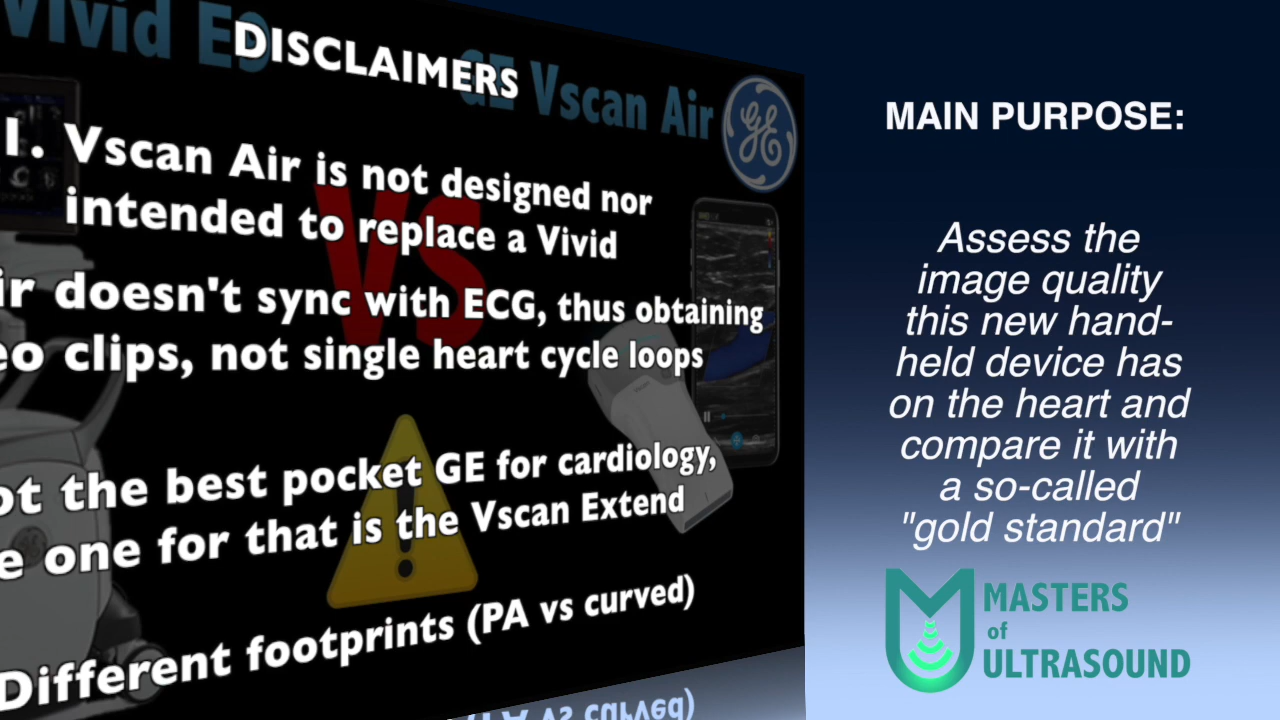 Vivid E9
GE Vscan Air
VS
DISCLAIMERS
1. Vscan Air is not designed nor
intended to replace a Vivid
doesn't sync with ECG, thus obtaining
clips, not single heart cycle loops
the best pocket GE for cardiology,
one for that is the Vscan Extend
Different footprints (PA vs curved)
GE
MAIN PURPOSE:
Assess the
image quality
this new hand-
held device has
on the heart and
compare it with
a so-called
"gold standard"
MASTERS
of
ULTRASOUND